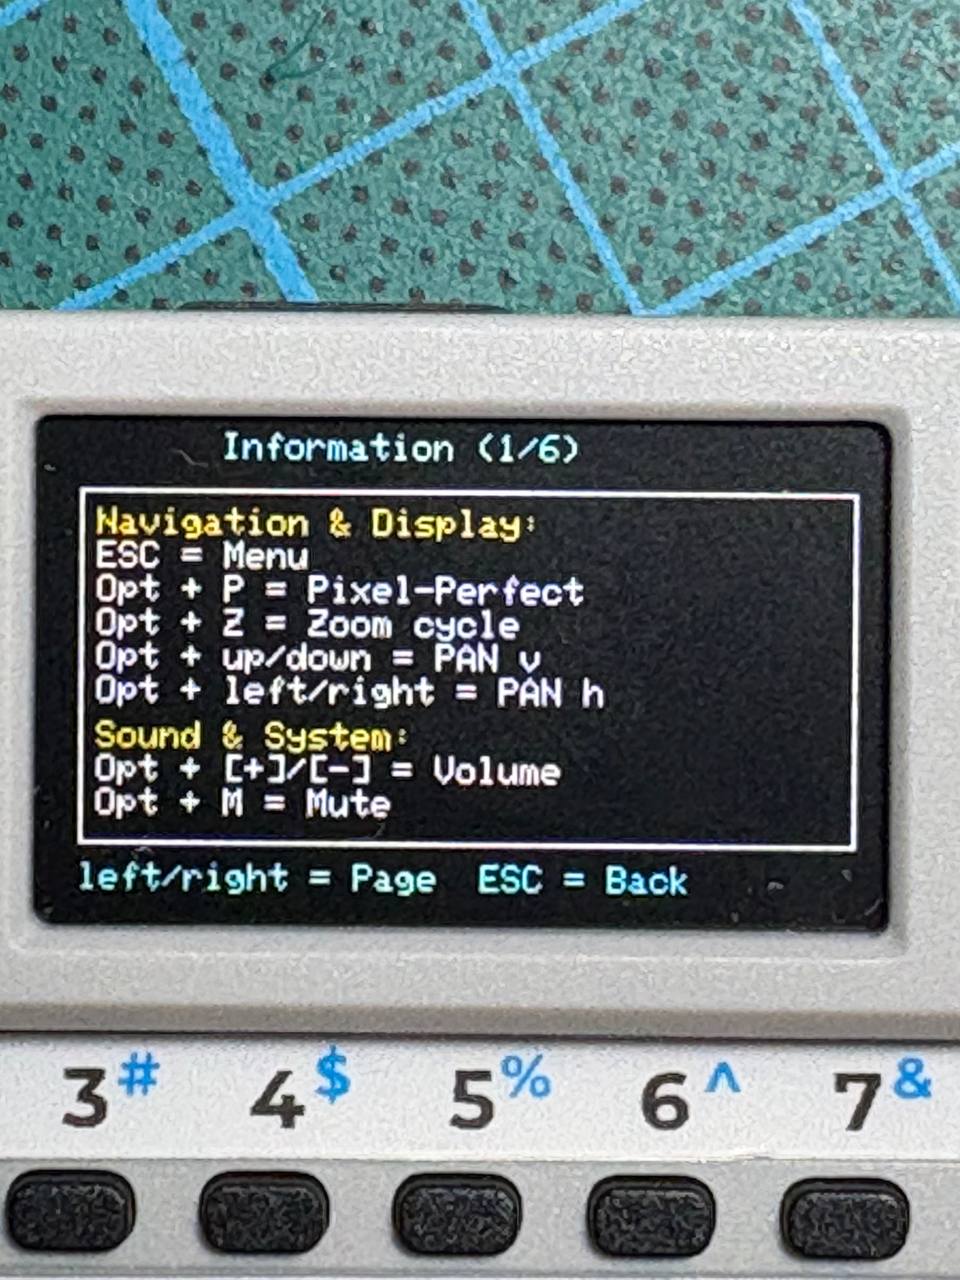 Information (1/6)
Navigation & Display:
ESC = Menu
Opt + P = Pixel-Perfect
Opt + Z = Zoom cycle
Opt + up/down = PAN v
Opt + left/right = PAN h
Sound & System:
Opt + [+]/[-] = Volume
Opt + M = Mute
left/right = Page  ESC = Back
3# 4$ 5% 6^ 7&